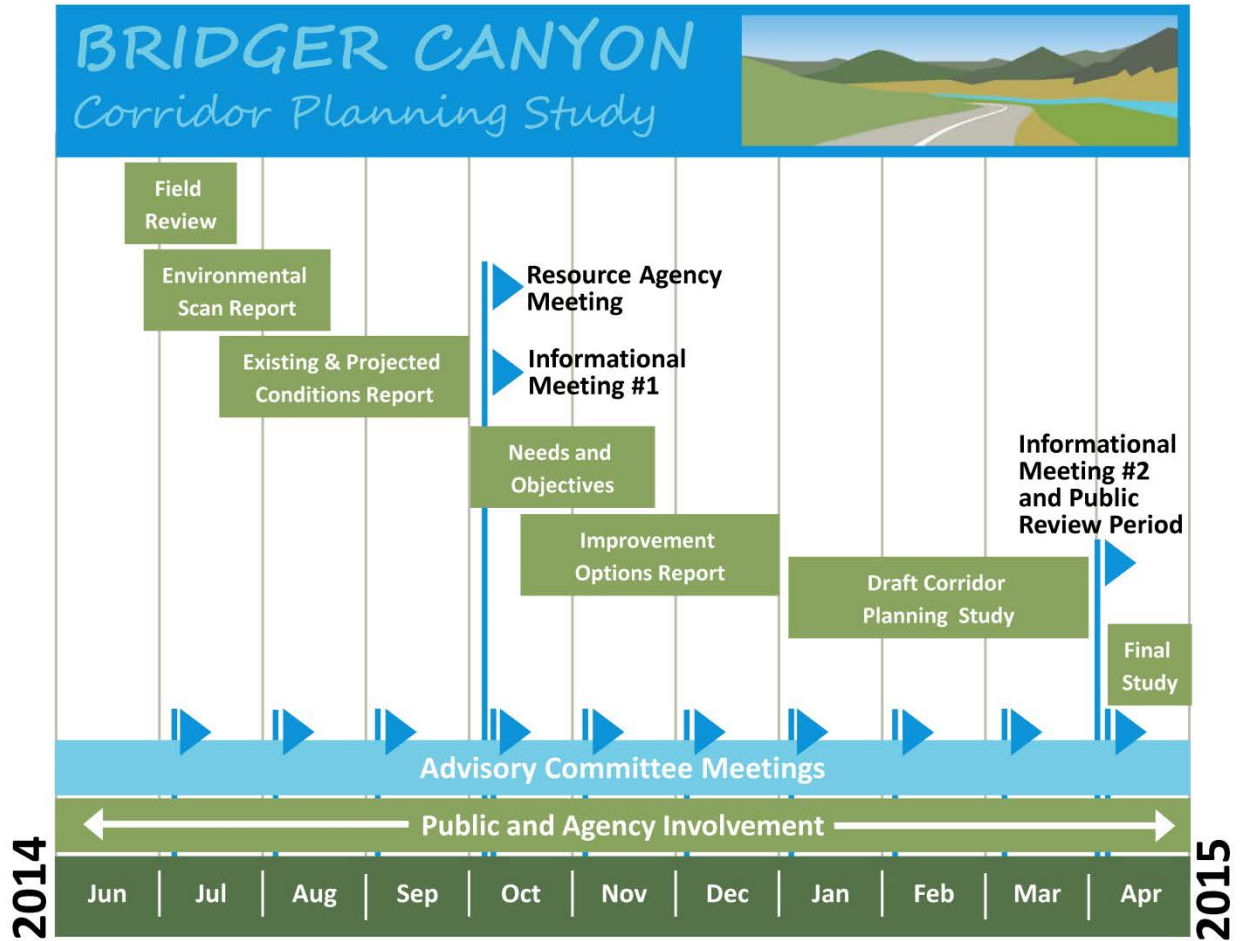 BRIDGER CANYON
Corridor Planning Study
Field
Review
Environmental
Scan Report
Existing & Projected
Conditions Report
Resource Agency
Meeting
Informational
Meeting #1
Needs and
Objectives
Improvement
Options Report
Informational
Meeting #2
and Public
Review Period
Draft Corridor
Planning Study
Final
Study
Advisory Committee Meetings
Public and Agency Involvement
2014
Jun Jul Aug Sep Oct Nov Dec Jan Feb Mar Apr
2015